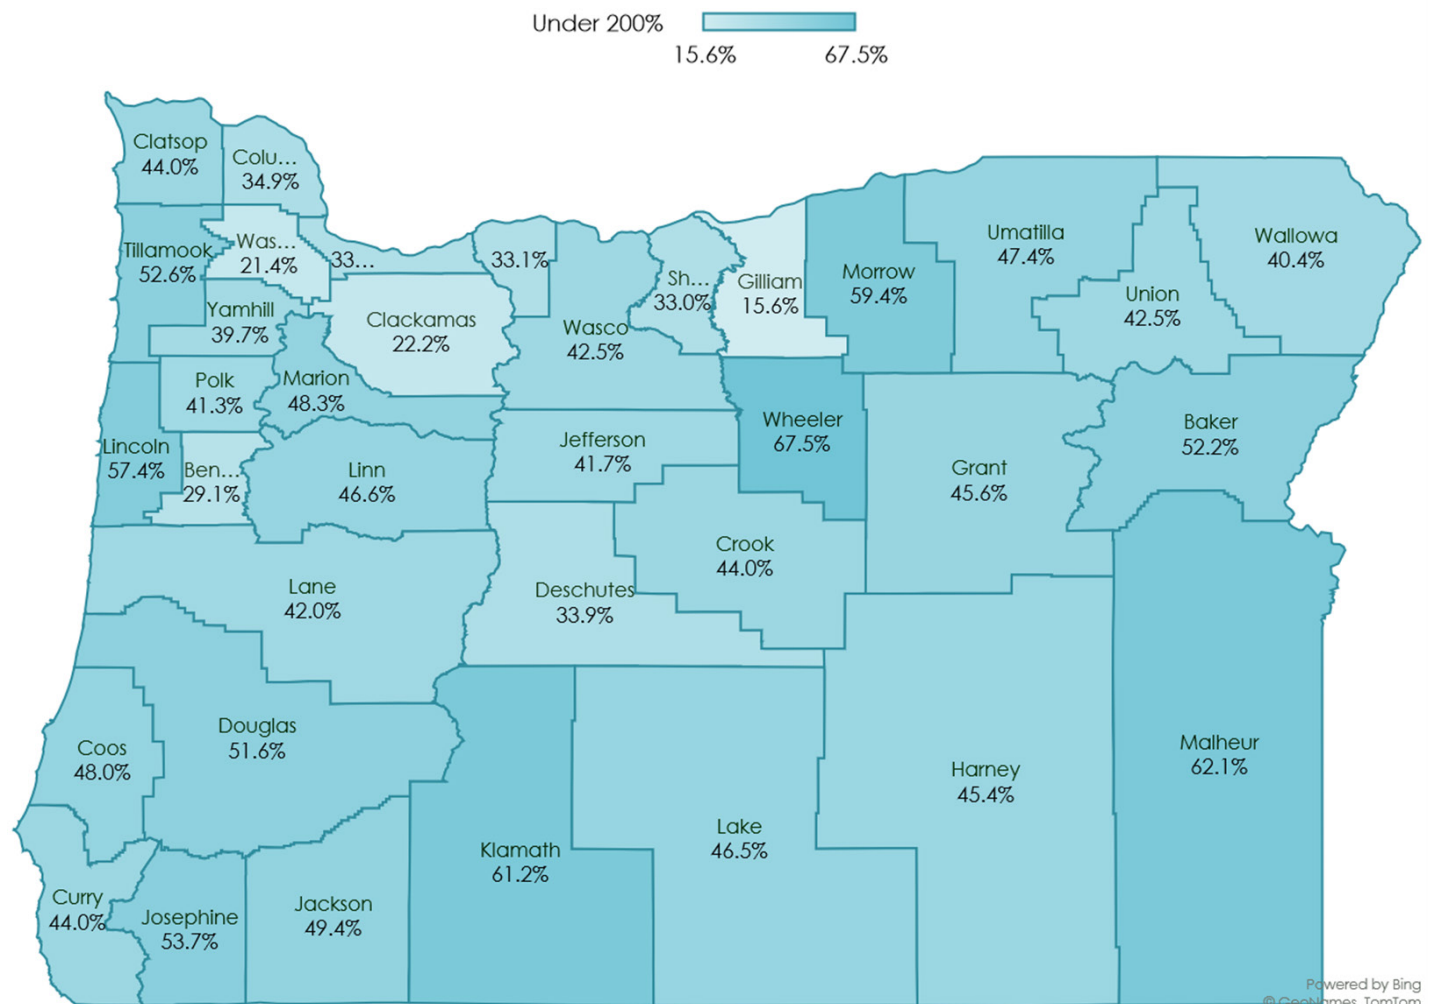 Under 200%
15.6% 67.5%
Clatsop
44.0%
Colu...
34.9%
Tillamook
52.6%
Was...
21.4%
33...
33.1%
Yamhill
39.7%
Clackamas
22.2%
Wasco
42.5%
Sh...
33.0%
Gilliam
15.6%
Morrow
59.4%
Umatilla
47.4%
Union
42.5%
Wallowa
40.4%
Polk
41.3%
Marion
48.3%
Lincoln
57.4%
Ben...
29.1%
Linn
46.6%
Jefferson
41.7%
Wheeler
67.5%
Grant
45.6%
Baker
52.2%
Lane
42.0%
Deschutes
33.9%
Crook
44.0%
Douglas
51.6%
Coos
48.0%
Curry
44.0%
Josephine
53.7%
Jackson
49.4%
Klamath
61.2%
Lake
46.5%
Harney
45.4%
Malheur
62.1%
Powered by Bing
© GeoNames, TomTom